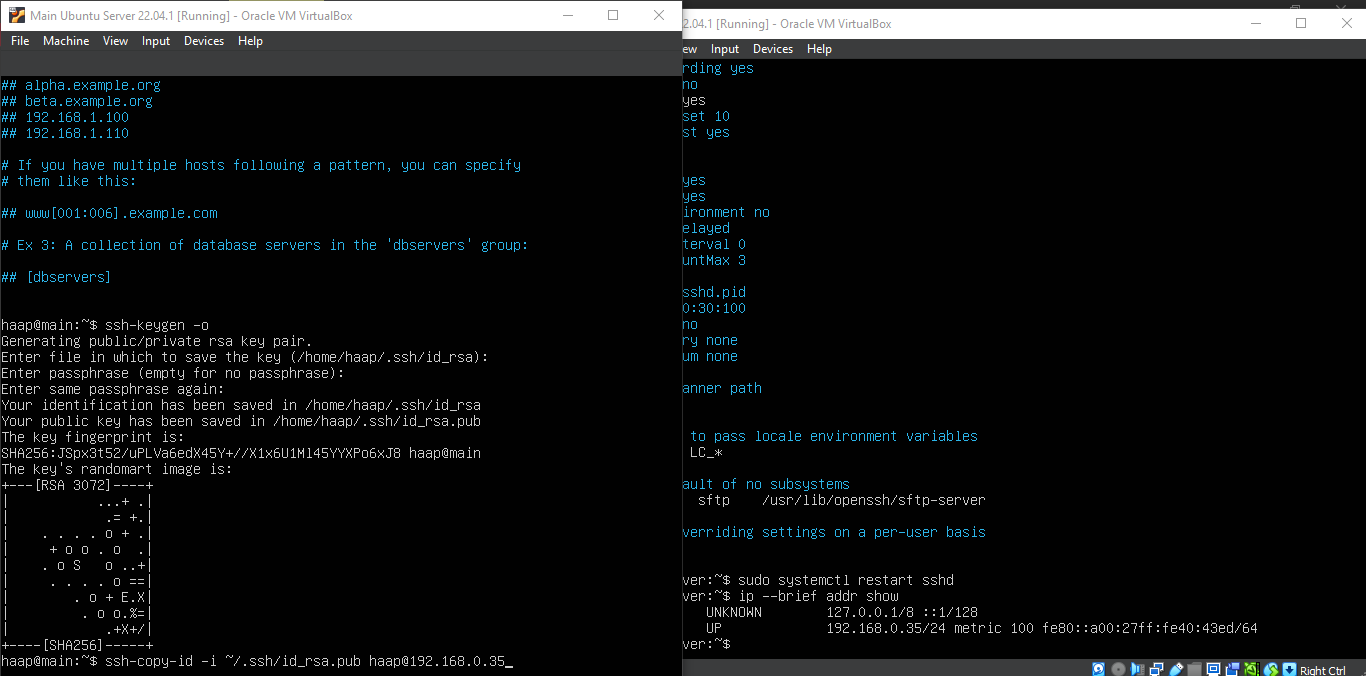 Main Ubuntu Server 22.04.1 [Running] - Oracle VM VirtualBox
File Machine View Input Devices Help
## alpha.example.org
## beta.example.org
## 192.168.1.100
## 192.168.1.110
# If you have multiple hosts following a pattern, you can specify
# them like this:
## www[001:006].example.com
# Ex 3: A collection of database servers in the 'dbservers' group:
## [dbservers]
haap@main:~$ ssh-keygen -o
Generating public/private rsa key pair.
Enter file in which to save the key (/home/haap/.ssh/id_rsa):
Enter passphrase (empty for no passphrase):
Enter same passphrase again:
Your identification has been saved in /home/haap/.ssh/id_rsa
Your public key has been saved in /home/haap/.ssh/id_rsa.pub
The key fingerprint is:
SHA256:JSpx3t52/uPLVa6edX45Y+//X1x6U1Ml45YYXPo6xJ8 haap@main
The key's randomart image is:
+---[RSA 3072]----+
|           ...+ .|
|            .= +.|
|    . . . . o + .|
|     + o o . o  .|
|    . o S   o ..+|
|     . . . . o ==|
|        . o + E.X|
|         . o o.%=|
|            .+X+/|
+----[SHA256]-----+
haap@main:~$ ssh-copy-id -i ~/.ssh/id_rsa.pub haap@192.168.0.35_
2.04.1 [Running] - Oracle VM VirtualBox
ew Input Devices Help
rding yes
no
yes
set 10
st yes
yes
yes
ironment no
elayed
terval 0
untMax 3
sshd.pid
0:30:100
no
ry none
um none
anner path
to pass locale environment variables
LC_*
ault of no subsystems
sftp    /usr/lib/openssh/sftp-server
verriding settings on a per-user basis
ver:~$ sudo systemctl restart sshd
ver:~$ ip --brief addr show
UNKNOWN        127.0.0.1/8 ::1/128
UP             192.168.0.35/24 metric 100 fe80::a00:27ff:fe40:43ed/64
ver:~$
Right Ctrl